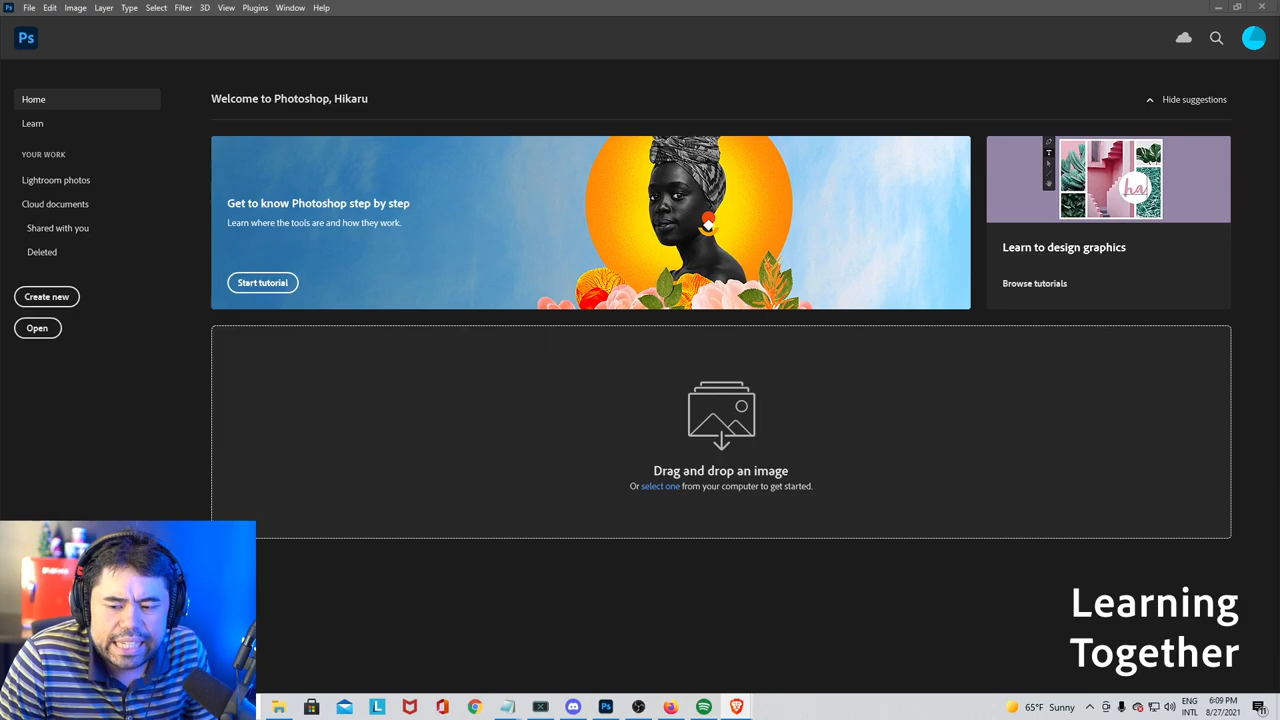 Ps File Edit Image Layer Type Select Filter 3D View Plugins Window Help
Ps
Home
Learn
YOUR WORK
Lightroom photos
Cloud documents
Shared with you
Deleted
Create new
Open
Welcome to Photoshop, Hikaru
Hide suggestions
Get to know Photoshop step by step
Learn where the tools are and how they work.
Start tutorial
ha
Learn to design graphics
Browse tutorials
Drag and drop an image
Or select one from your computer to get started.
Learning
Together
L
Ps
65°F Sunny
ENG
INTL
6:09 PM
8/27/2021